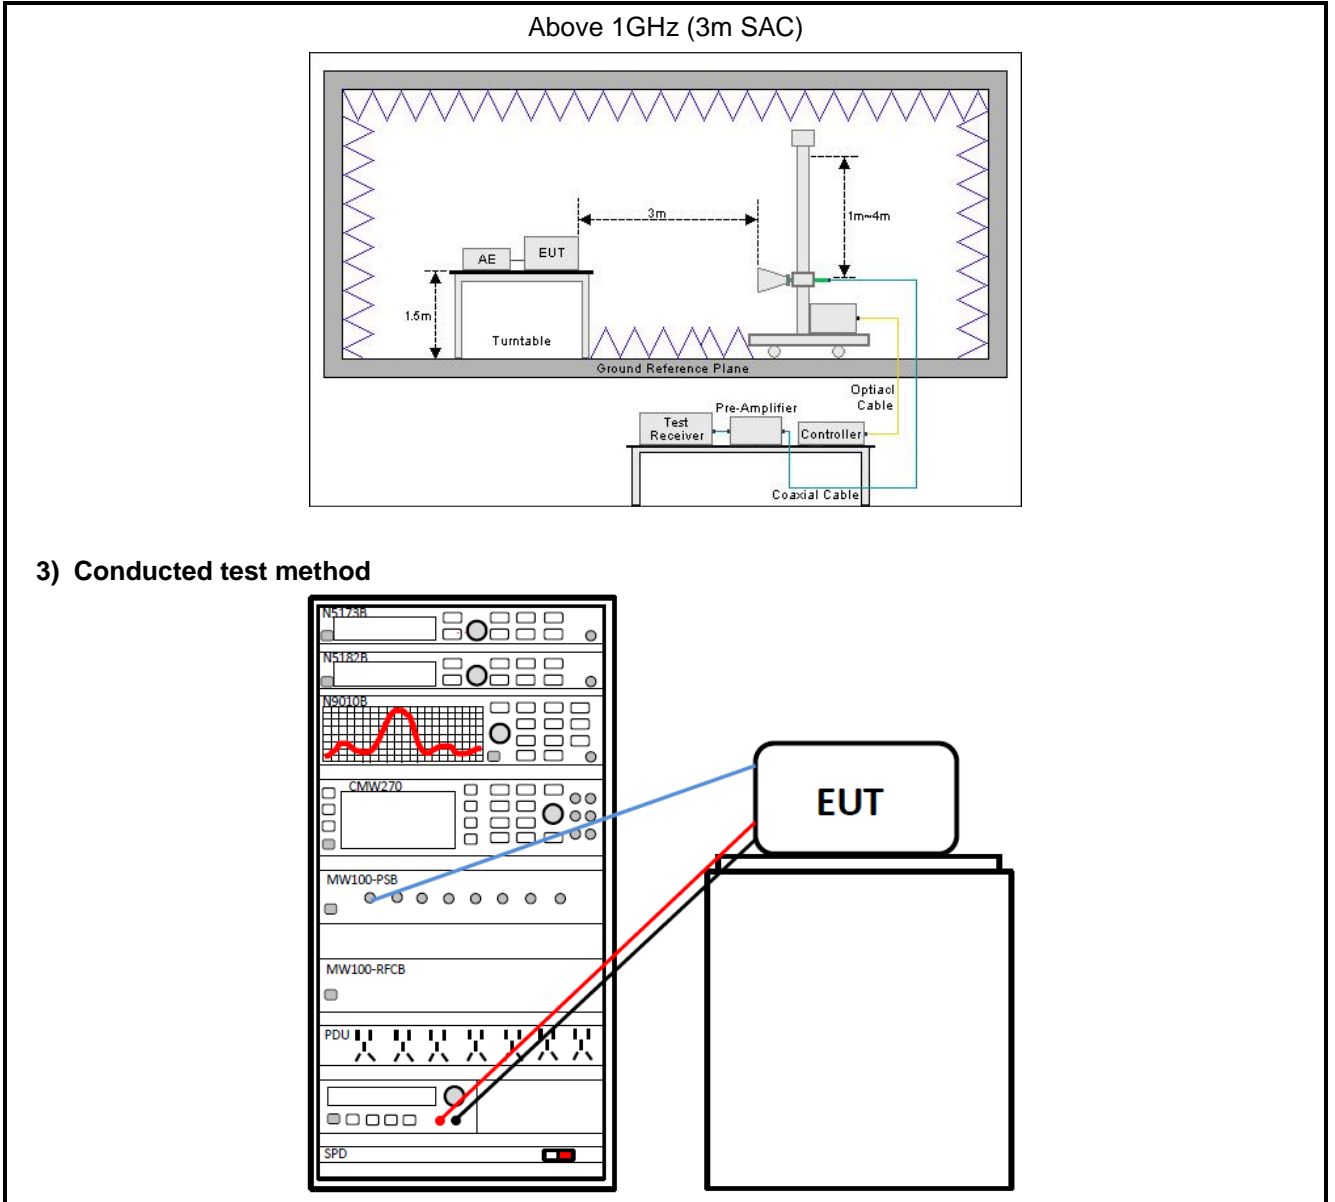 Above 1GHz (3m SAC)
3m
1m~4m
AE
EUT
1.5m
Turntable
Ground Reference Plane
Optiacl
Cable
Pre-Amplifier
Test
Receiver
Controller
Coaxial Cable
3) Conducted test method
N5173B
N5182B
N9010B
CMW270
EUT
MW100-PSB
MW100-RFCB
PDU
SPD